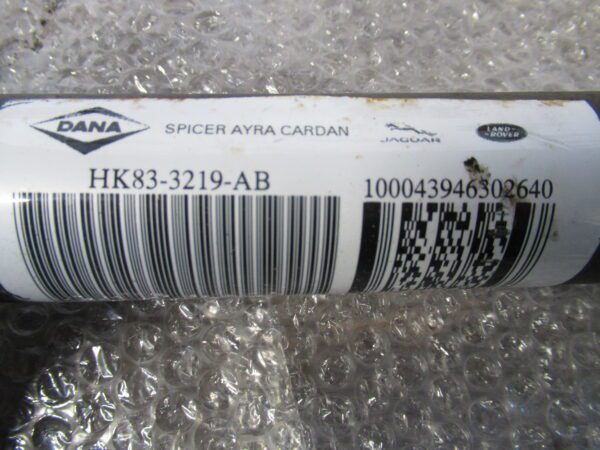 DANA SPICER AYRA CARDAN JAGUAR LAND-ROVER
HK83-3219-AB 100043946302640